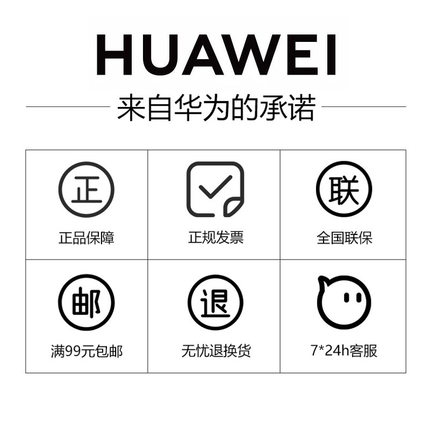 HUAWEI
来自华为的承诺
正
联
正品保障
正规发票
全国联保
邮
退
满99元包邮
无忧退换货
7*24h客服